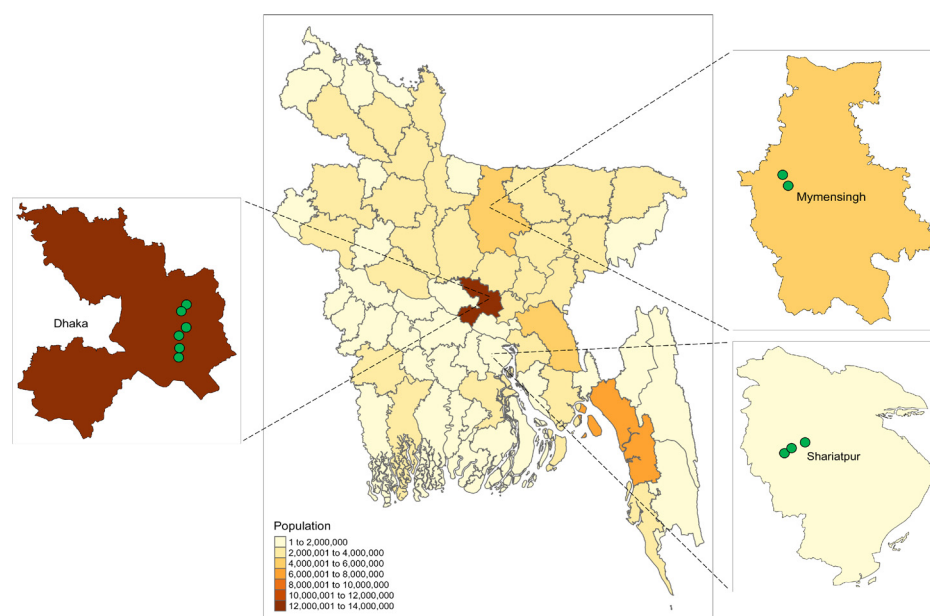 Mymensingh
Dhaka
Shariatpur
Population
1 to 2,000,000
2,000,001 to 4,000,000
4,000,001 to 6,000,000
6,000,001 to 8,000,000
8,000,001 to 10,000,000
10,000,001 to 12,000,000
12,000,001 to 14,000,000